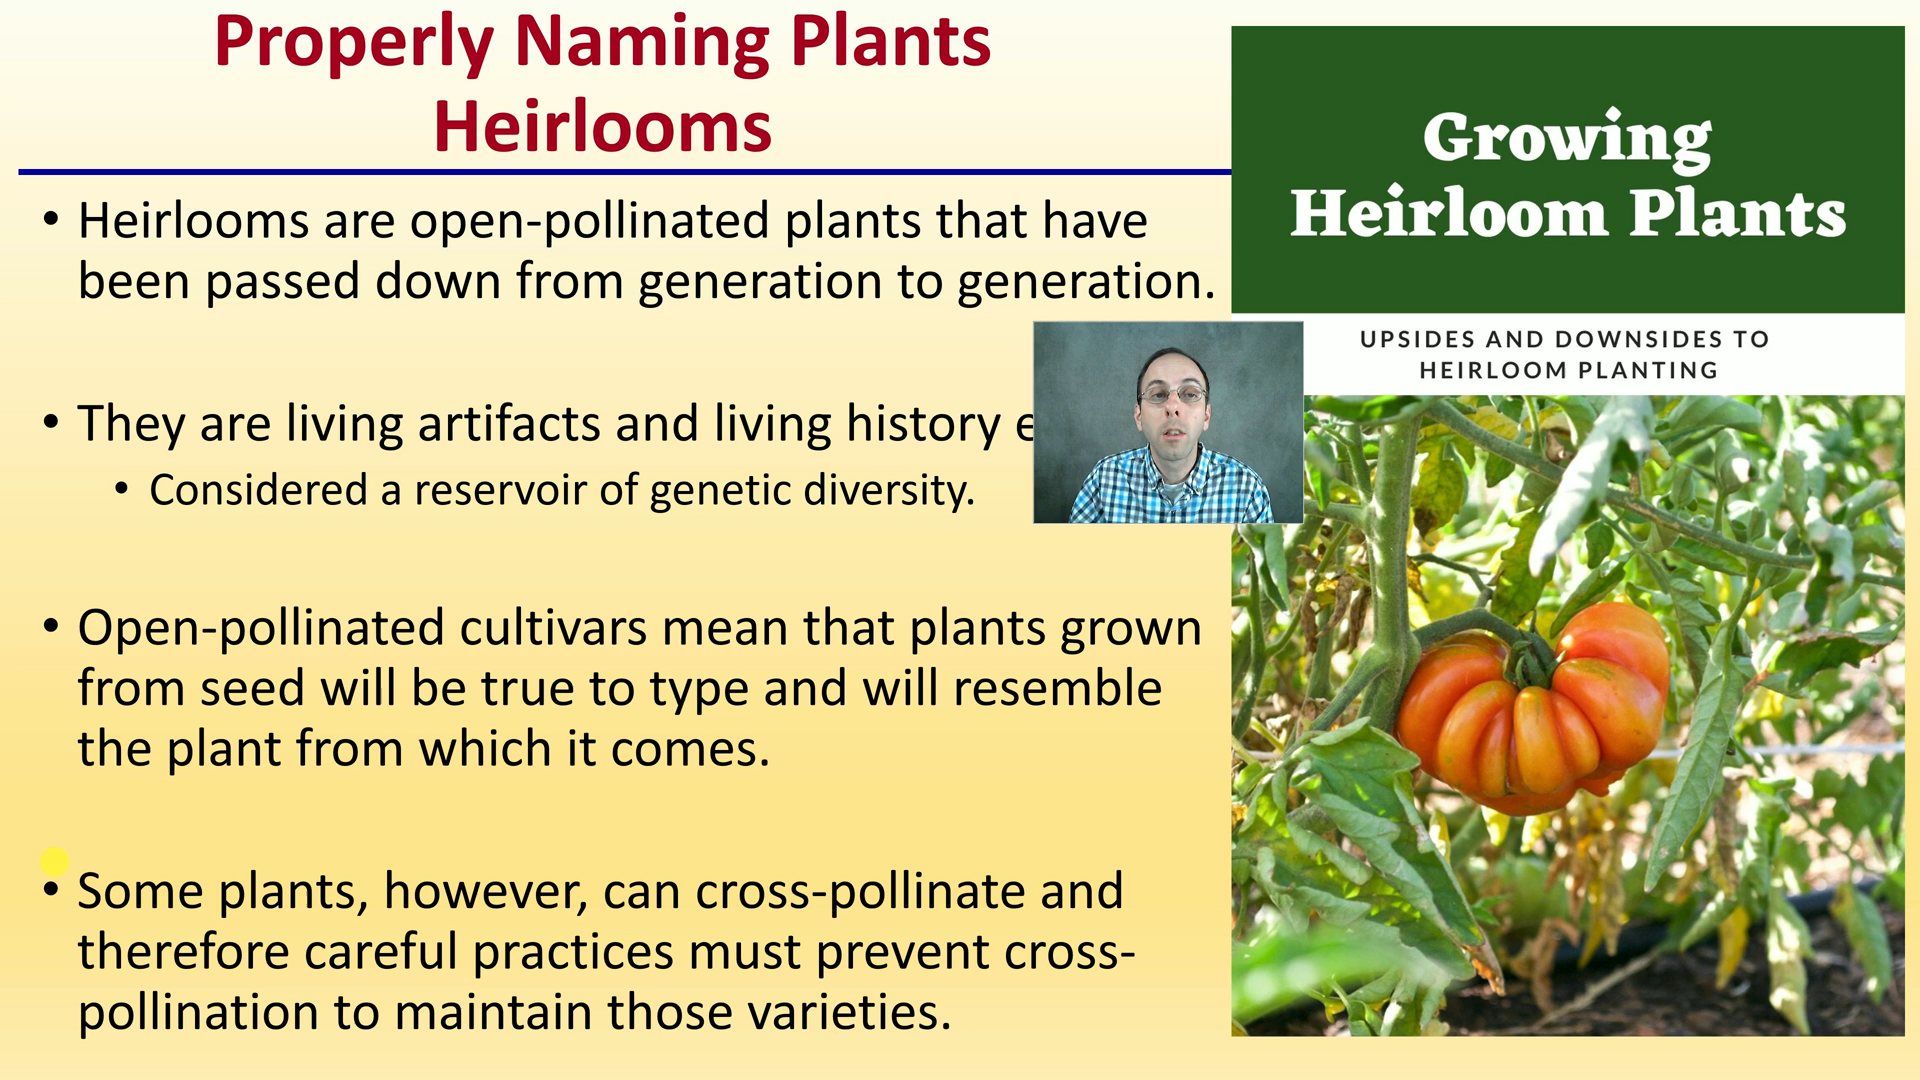 Properly Naming Plants
Heirlooms
• Heirlooms are open-pollinated plants that have
been passed down from generation to generation.
• They are living artifacts and living history
• Considered a reservoir of genetic diversity.
• Open-pollinated cultivars mean that plants grown
from seed will be true to type and will resemble
the plant from which it comes.
• Some plants, however, can cross-pollinate and
therefore careful practices must prevent cross-
pollination to maintain those varieties.
Growing
Heirloom Plants
UPSIDES AND DOWNSIDES TO
HEIRLOOM PLANTING